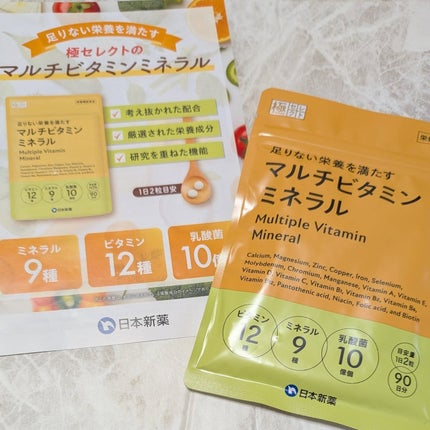 足りない栄養を満たす
極セレクトの
マルチビタミンミネラル
考え抜かれた配合
厳選された栄養成分
研究を重ねた機能
1日2粒目安
足りない栄養を満たす
マルチビタミン
ミネラル
Multiple Vitamin
Mineral
ミネラル
9種
ビタミン
12種
乳酸菌
10億個
日本新薬
極セレクト
足りない栄養を満たす
マルチビタミン
ミネラル
Multiple Vitamin
Mineral
Calcium, Magnesium, Zinc, Copper, Iron, Selenium,
Molybdenum, Chromium, Manganese, Vitamin A, Vitamin E,
Vitamin D, Vitamin C, Vitamin B1, Vitamin B2, Vitamin B6,
Vitamin B12, Pantothenic acid, Niacin, Folic acid, and Biotin
ビタミン
12
種
ミネラル
9
種
乳酸菌
10
億個
目安量
1日2粒
90
日分
日本新薬